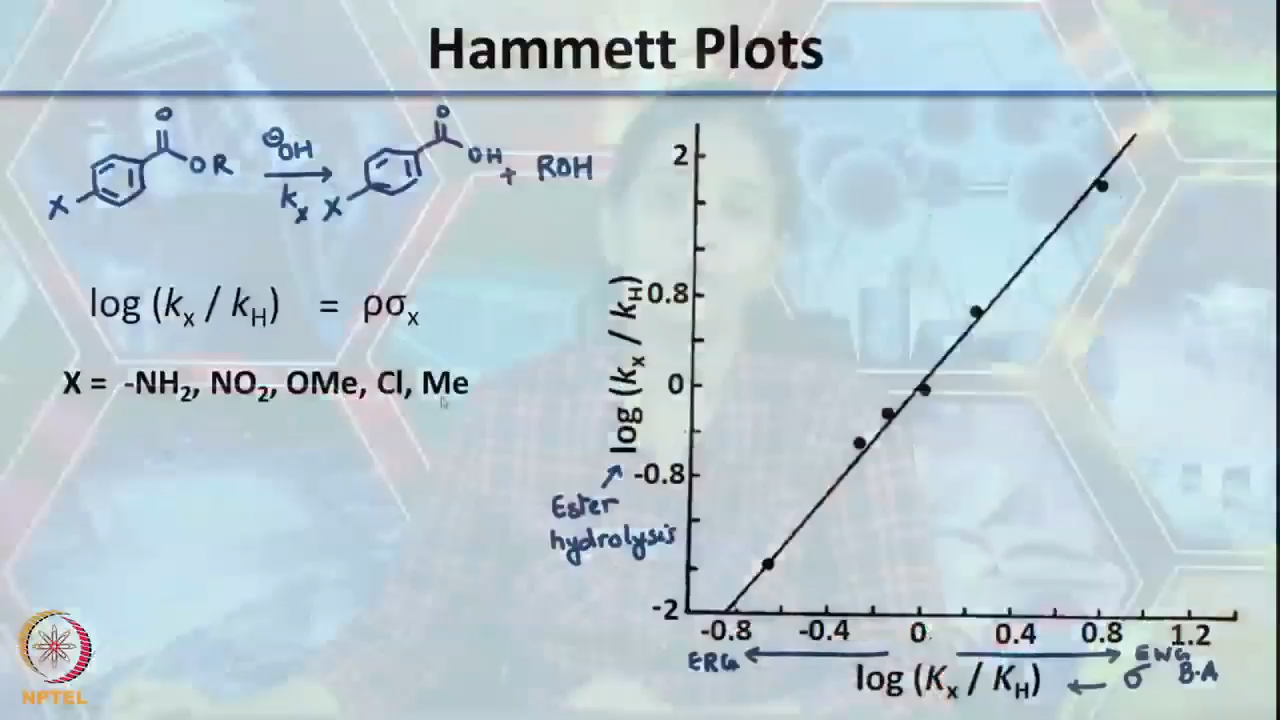 Hammett Plots
O
OR
X
⊖OH
kx
O
OH
X
+ ROH
log (kx / kH) = ρσx
X = -NH2, NO2, OMe, Cl, Me
log (kx / kH)
2
0.8
0
-0.8
-2
Ester
hydrolysis
-0.8 -0.4 0 0.4 0.8 1.2
ERG
EWG
log (Kx / KH)
σ B.A
NPTEL